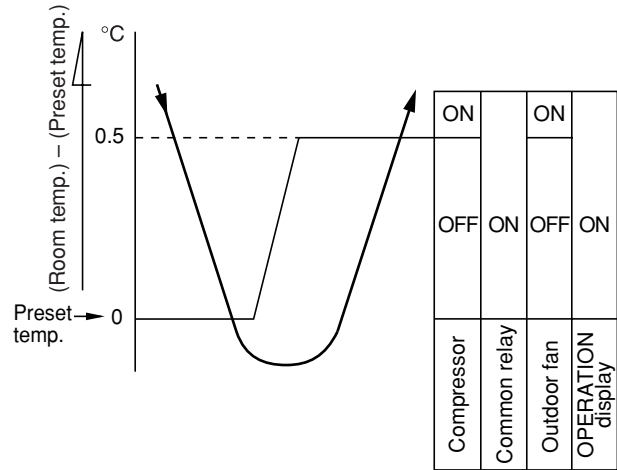 °C
(Room temp.) – (Preset temp.)
0.5
Preset
temp.
0
ON
ON
OFF
ON
OFF
ON
Compressor
Common relay
Outdoor fan
OPERATION
display